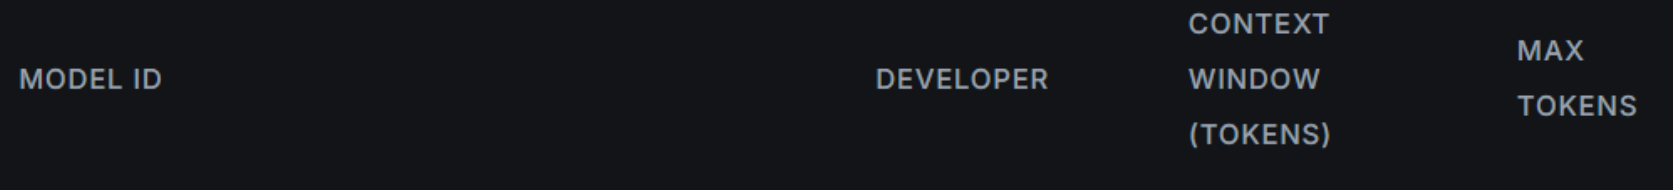 MODEL ID
DEVELOPER
CONTEXT
WINDOW
(TOKENS)
MAX
TOKENS